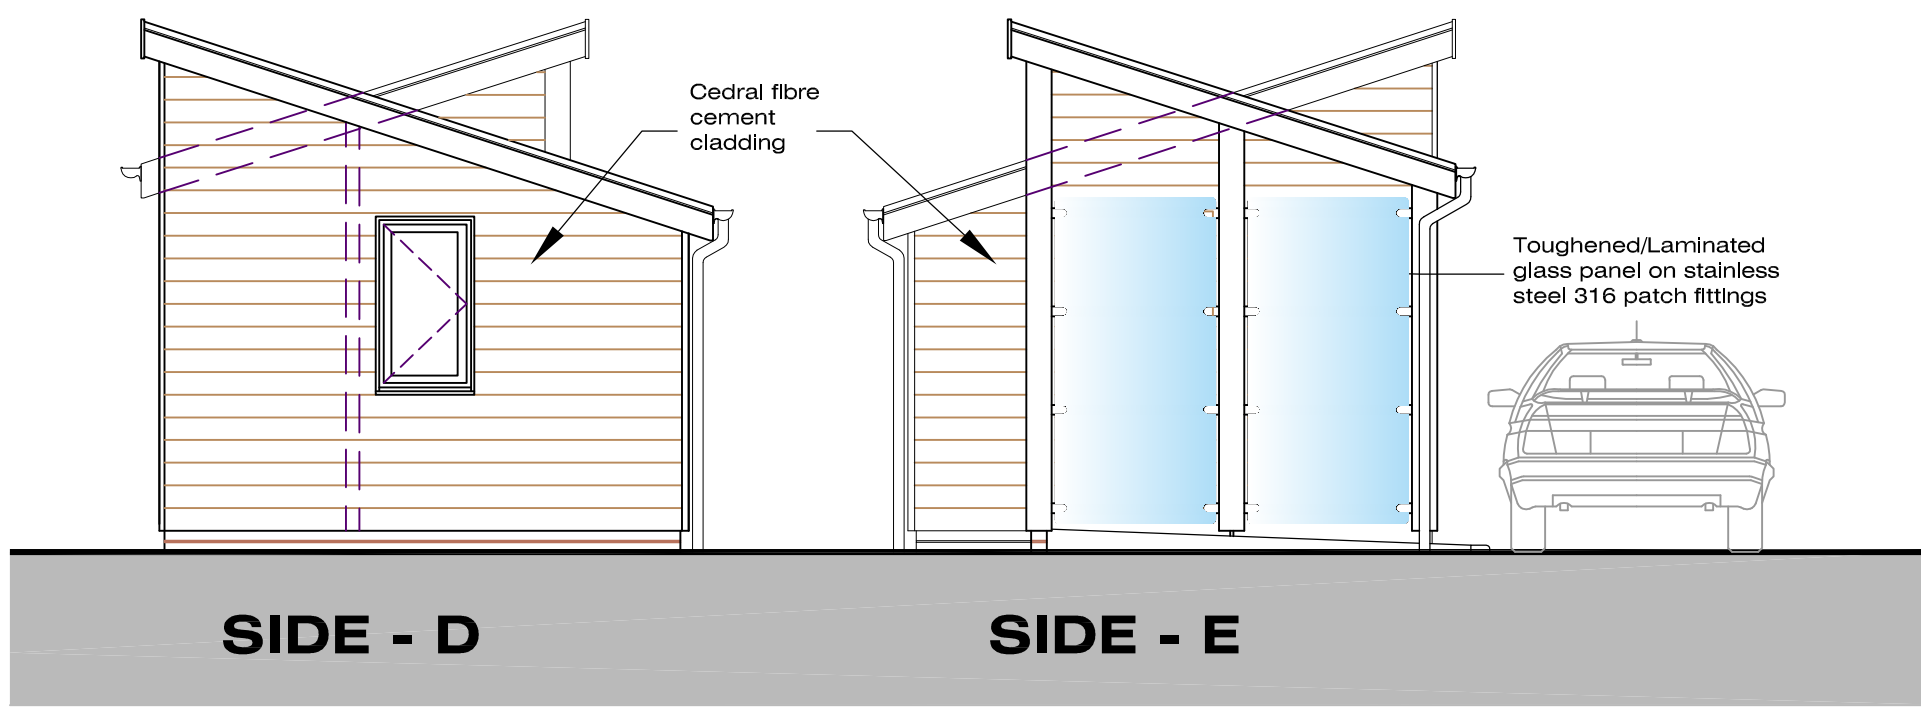 Cedral fibre
cement
cladding
Toughened/Laminated
glass panel on stainless
steel 316 patch fittings
SIDE - D
SIDE - E